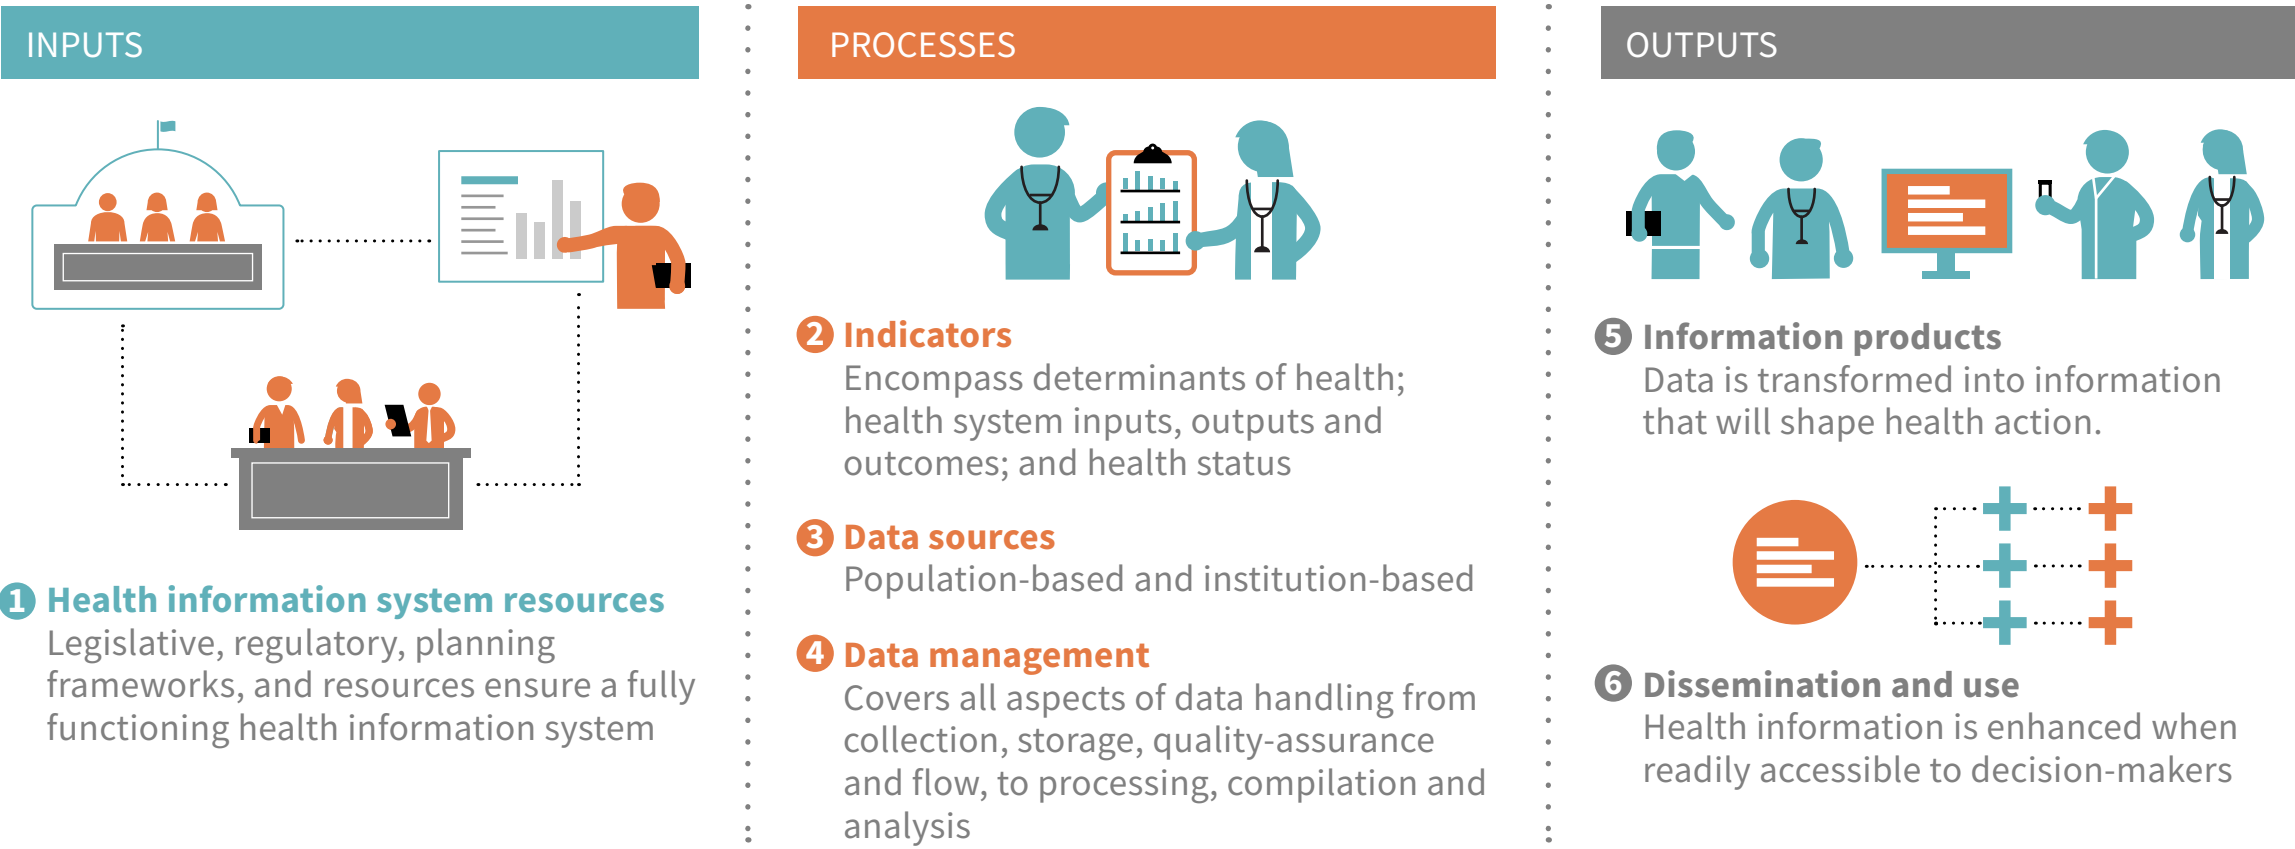 INPUTS
1 Health information system resources
Legislative, regulatory, planning
frameworks, and resources ensure a fully
functioning health information system
PROCESSES
2 Indicators
Encompass determinants of health;
health system inputs, outputs and
outcomes; and health status
3 Data sources
Population-based and institution-based
4 Data management
Covers all aspects of data handling from
collection, storage, quality-assurance
and flow, to processing, compilation and
analysis
OUTPUTS
5 Information products
Data is transformed into information
that will shape health action.
6 Dissemination and use
Health information is enhanced when
readily accessible to decision-makers